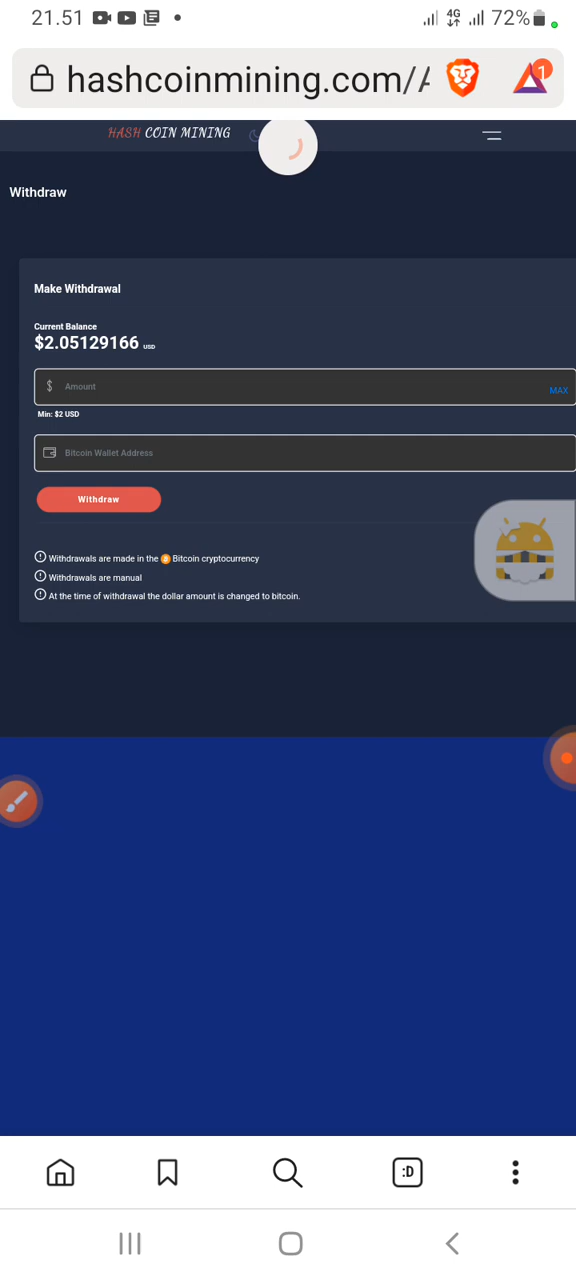 21.51
4G
72%
hashcoinmining.com/
1
HASH COIN MINING
Withdraw
Make Withdrawal
Current Balance
$2.05129166 USD
$ Amount
MAX
Min: $2 USD
Bitcoin Wallet Address
Withdraw
Withdrawals are made in the Bitcoin cryptocurrency
Withdrawals are manual
At the time of withdrawal the dollar amount is changed to bitcoin.
:D